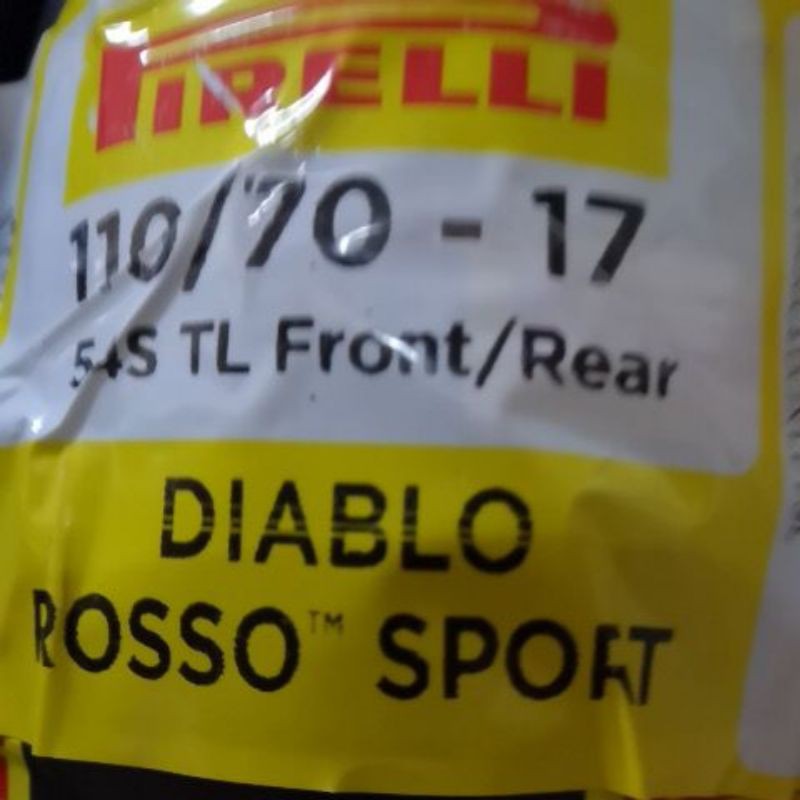 PIRELLI
110/70 - 17
54S TL Front/Rear
DIABLO
ROSSO™ SPORT